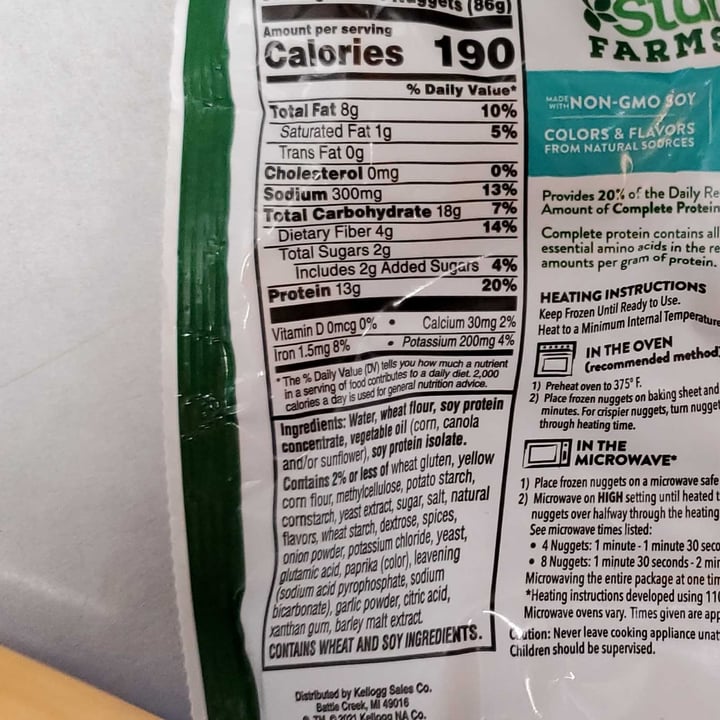 Nuggets (86g)
Amount per serving
Calories 190
% Daily Value*
Total Fat 8g 10%
Saturated Fat 1g 5%
Trans Fat 0g
Cholesterol 0mg 0%
Sodium 300mg 13%
Total Carbohydrate 18g 7%
Dietary Fiber 4g 14%
Total Sugars 2g
Includes 2g Added Sugars 4%
Protein 13g 20%
Vitamin D 0mcg 0% • Calcium 30mg 2%
Iron 1.5mg 8% • Potassium 200mg 4%
*The % Daily Value (DV) tells you how much a nutrient
in a serving of food contributes to a daily diet. 2,000
calories a day is used for general nutrition advice.
Ingredients: Water, wheat flour, soy protein
concentrate, vegetable oil (corn, canola
and/or sunflower), soy protein isolate.
Contains 2% or less of wheat gluten, yellow
corn flour, methylcellulose, potato starch,
cornstarch, yeast extract, sugar, salt, natural
flavors, wheat starch, dextrose, spices,
onion powder, potassium chloride, yeast,
glutamic acid, paprika (color), leavening
(sodium acid pyrophosphate, sodium
bicarbonate), garlic powder, citric acid,
xanthan gum, barley malt extract.
CONTAINS WHEAT AND SOY INGREDIENTS.
Distributed by Kellogg Sales Co.
Battle Creek, MI 49016
® TM © 2021 Kellogg NA Co.
FARMS
MADE WITH NON-GMO SOY
COLORS & FLAVORS
FROM NATURAL SOURCES
Provides 20% of the Daily Re
Amount of Complete Protein
Complete protein contains all
essential amino acids in the re
amounts per gram of protein.
HEATING INSTRUCTIONS
Keep Frozen Until Ready to Use.
Heat to a Minimum Internal Temperature
IN THE OVEN
(recommended method)
1) Preheat oven to 375° F.
2) Place frozen nuggets on baking sheet and
minutes. For crispier nuggets, turn nugget
through heating time.
IN THE
MICROWAVE*
1) Place frozen nuggets on a microwave safe
2) Microwave on HIGH setting until heated t
nuggets over halfway through the heating
See microwave times listed:
• 4 Nuggets: 1 minute - 1 minute 30 seco
• 8 Nuggets: 1 minute 30 seconds - 2 min
Microwaving the entire package at one tim
*Heating instructions developed using 110
Microwave ovens vary. Times given are app
Caution: Never leave cooking appliance unat
Children should be supervised.